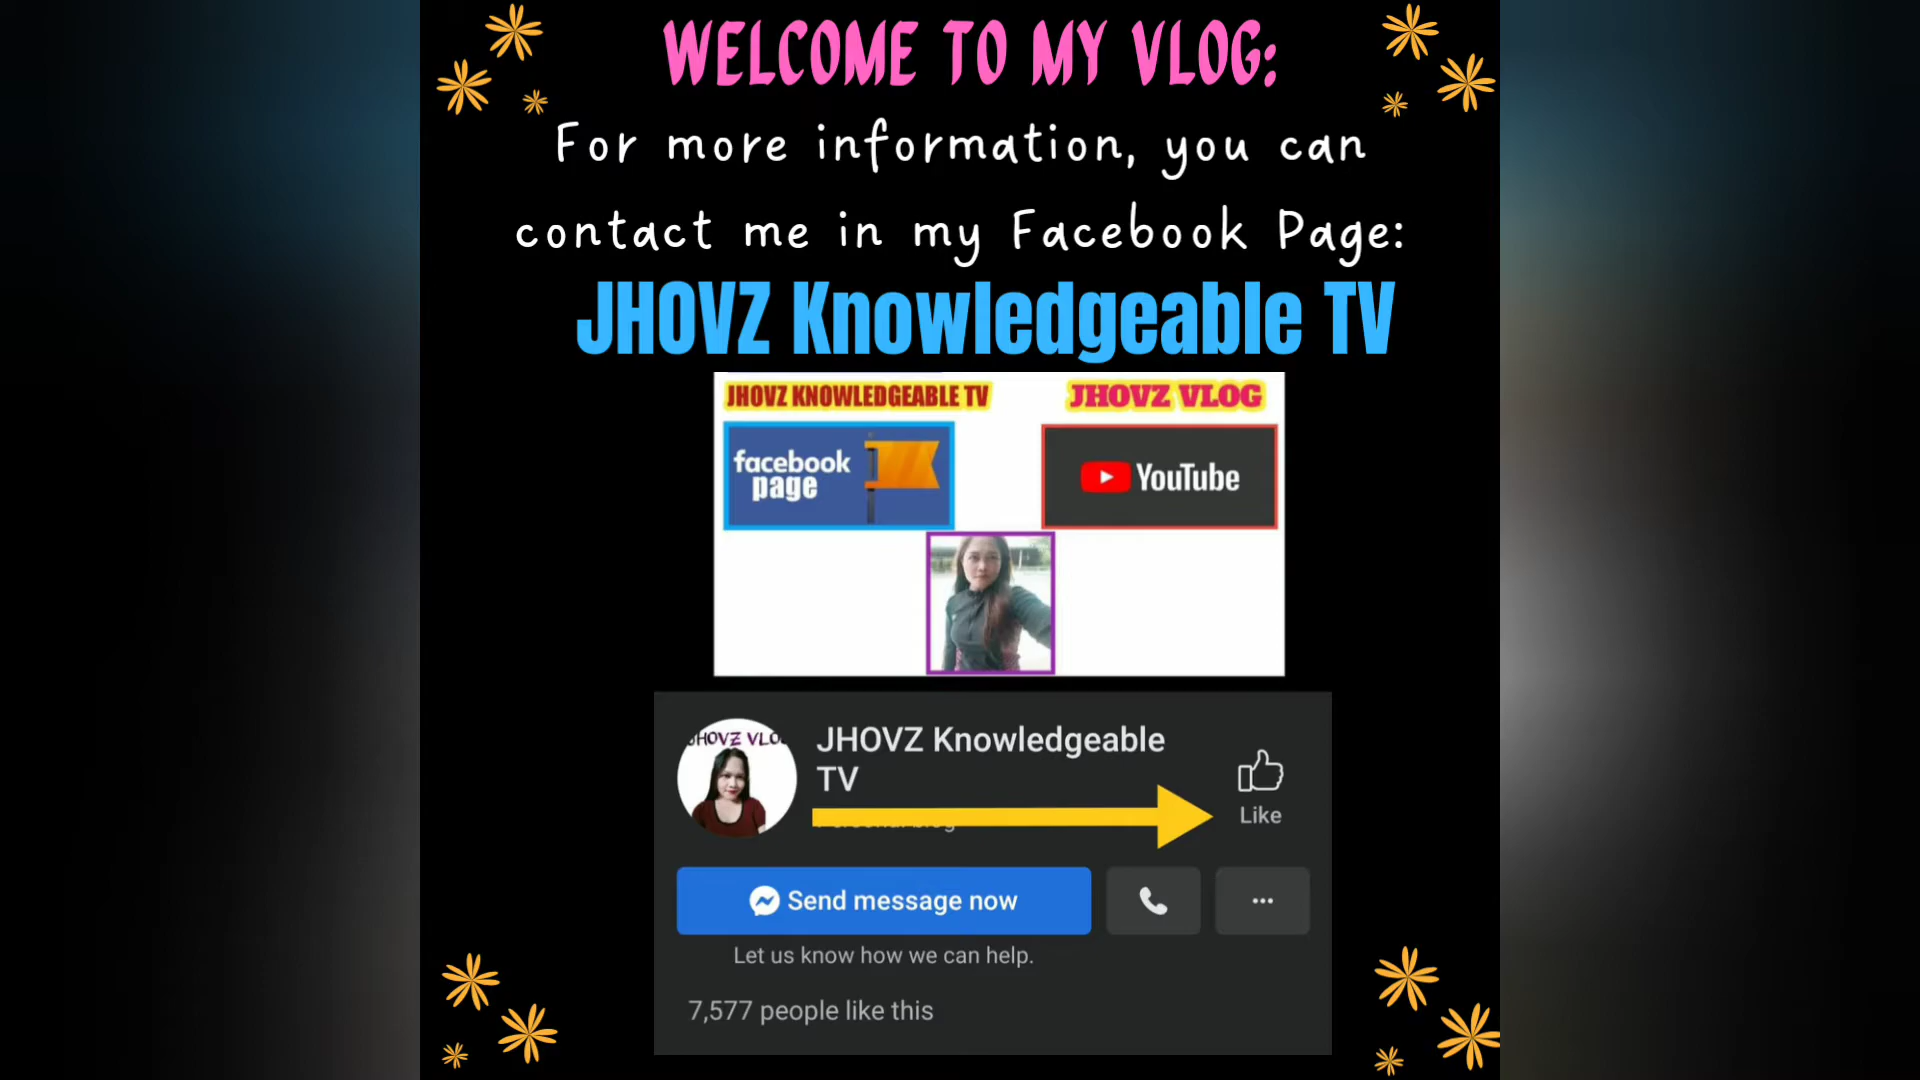 WELCOME TO MY VLOG:
For more information, you can
contact me in my Facebook Page:
JHOVZ Knowledgeable TV
JHOVZ KNOWLEDGEABLE TV
JHOVZ VLOG
facebook
page
YouTube
JHOVZ VLO
JHOVZ Knowledgeable
TV
Like
Send message now
Let us know how we can help.
7,577 people like this